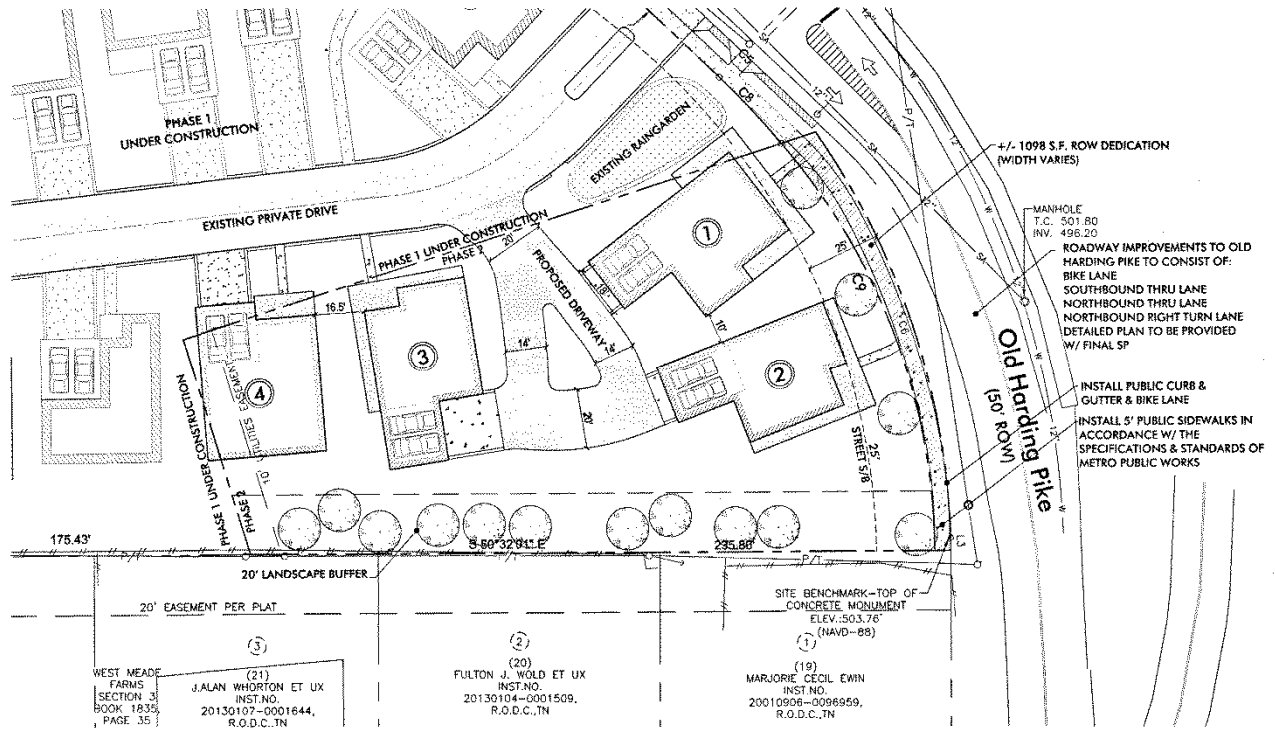 PHASE 1
UNDER CONSTRUCTION
EXISTING PRIVATE DRIVE
EXISTING RAINGARDEN
C5
C8
12"
SA
P/T
W
+/- 1098 S.F. ROW DEDICATION
(WIDTH VARIES)
MANHOLE
T.C. 501.80
INV. 496.20
ROADWAY IMPROVEMENTS TO OLD
HARDING PIKE TO CONSIST OF:
BIKE LANE
SOUTHBOUND THRU LANE
NORTHBOUND THRU LANE
NORTHBOUND RIGHT TURN LANE
DETAILED PLAN TO BE PROVIDED
W/ FINAL SP
PHASE 1 UNDER CONSTRUCTION
PHASE 2
20'
PROPOSED DRIVEWAY
18'
1
25'
C9
10'
16.5'
3
14'
14'
2
4
20'
Old Harding Pike
(50' ROW)
INSTALL PUBLIC CURB &
GUTTER & BIKE LANE
INSTALL 5' PUBLIC SIDEWALKS IN
ACCORDANCE W/ THE
SPECIFICATIONS & STANDARDS OF
METRO PUBLIC WORKS
25'
STREET S/B
PHASE 1 UNDER CONSTRUCTION
PHASE 2
10' UTILITIES EASEMENT
175.43'
P/T
S 60°32'01" E
235.86'
P/T
L3
20' LANDSCAPE BUFFER
SITE BENCHMARK-TOP OF
CONCRETE MONUMENT
ELEV.:503.76'
(NAVD-88)
20' EASEMENT PER PLAT
WEST MEADE
FARMS
SECTION 3
BOOK 1835
PAGE 35
3
(21)
J.ALAN WHORTON ET UX
INST.NO.
20130107-0001644,
R.O.D.C.,TN
2
(20)
FULTON J. WOLD ET UX
INST.NO.
20130104-0001509,
R.O.D.C.,TN
1
(19)
MARJORIE CECIL EWIN
INST.NO.
20010906-0096959,
R.O.D.C.,TN